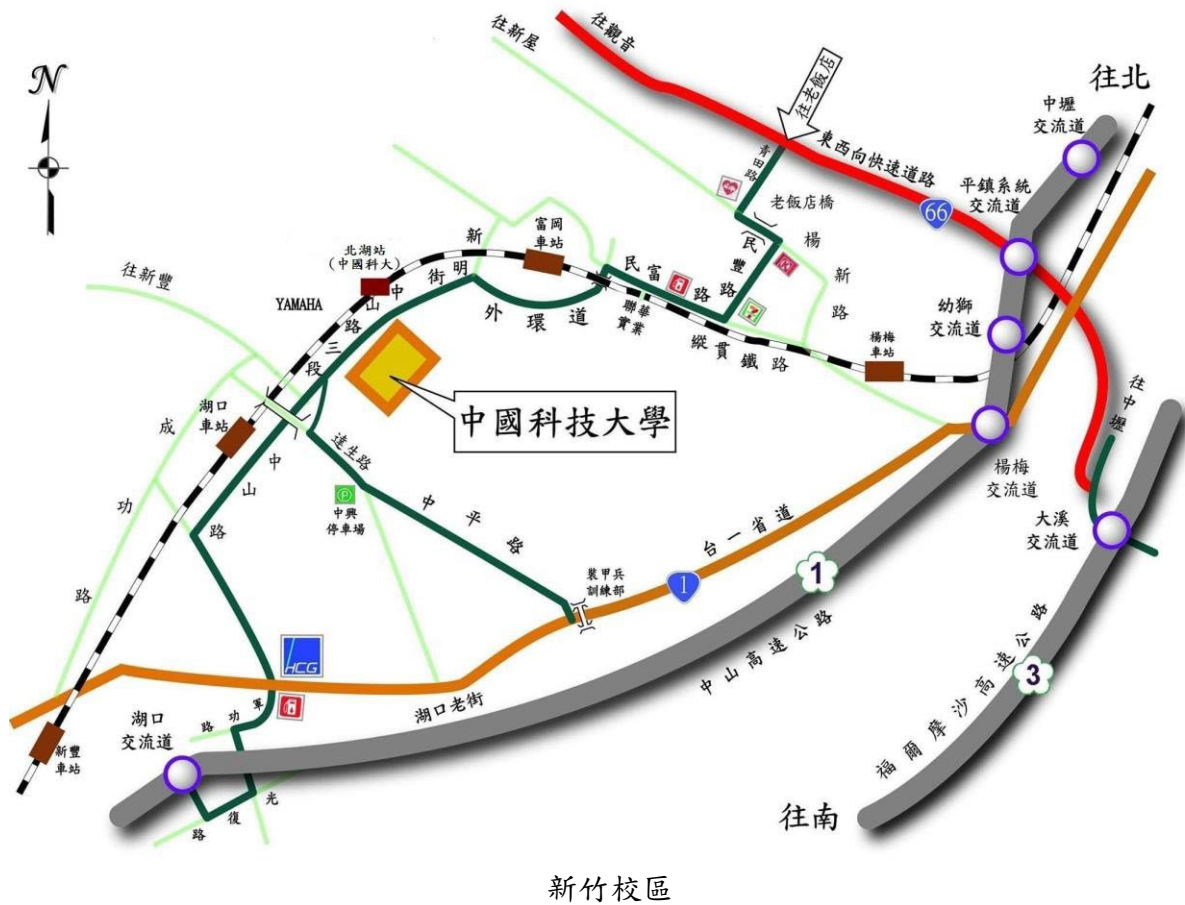 N
往新屋
往觀音
往老飯店
青田路
東西向快速道路
66
往北
中壢
交流道
平鎮系統
交流道
老飯店橋
民豐路
楊新路
幼獅
交流道
往中壢
富岡
車站
新明街
北湖站
(中國科大)
YAMAHA
往新豐
民富路
外環道
聯華
實業
縱貫鐵路
7
K
楊梅
車站
中山路三段
中國科技大學
楊梅
交流道
大溪
交流道
湖口
車站
成功路
達生路
中山路
P
中興
停車場
中平路
裝甲兵
訓練部
台一省道
1
1
中山高速公路
福爾摩沙高速公路
3
HCG
湖口老街
湖口
交流道
軍功路
新豐
車站
光復路
往南
新竹校區